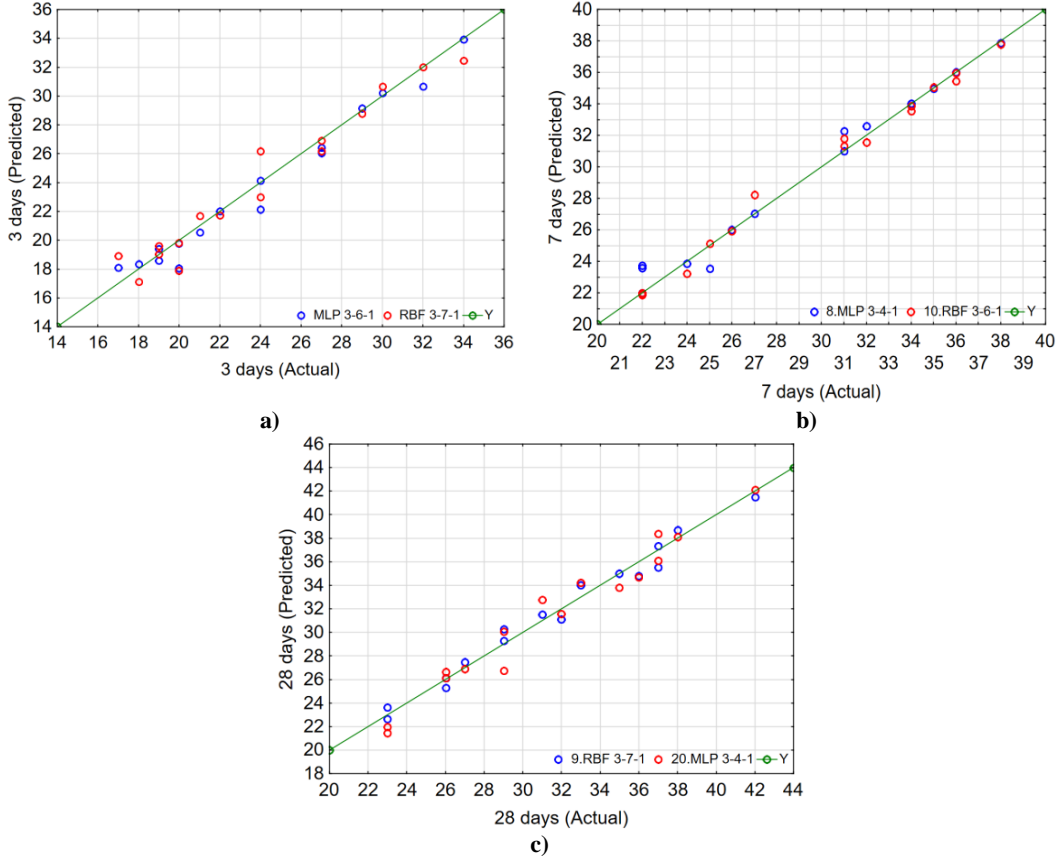 36
34
32
30
28
26
24
22
20
18
16
14
3 days (Predicted)
MLP 3-6-1 RBF 3-7-1 Y
14 16 18 20 22 24 26 28 30 32 34 36
3 days (Actual)
a)
40
38
36
34
32
30
28
26
24
22
20
7 days (Predicted)
8.MLP 3-4-1 10.RBF 3-6-1 Y
20 22 24 26 28 30 32 34 36 38 40
21 23 25 27 29 31 33 35 37 39
7 days (Actual)
b)
46
44
42
40
38
36
34
32
30
28
26
24
22
20
18
28 days (Predicted)
9.RBF 3-7-1 20.MLP 3-4-1 Y
20 22 24 26 28 30 32 34 36 38 40 42 44
28 days (Actual)
c)